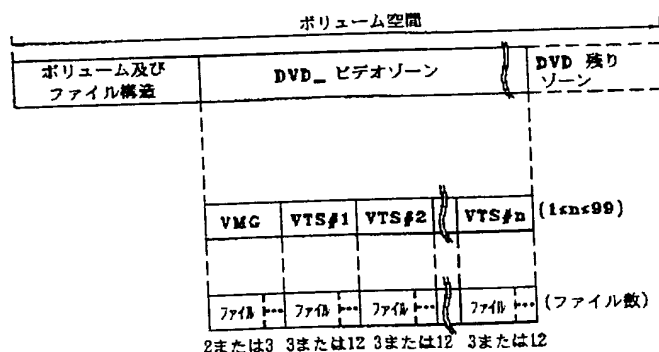 ボリューム空間
ボリューム及び
ファイル構造
DVD_ ビデオゾーン
DVD 残り
ゾーン
VMG VTS#1 VTS#2 VTS#n (1≤n≤99)
ファイル ファイル ファイル ファイル (ファイル数)
2または3 3または12 3または12 3または12